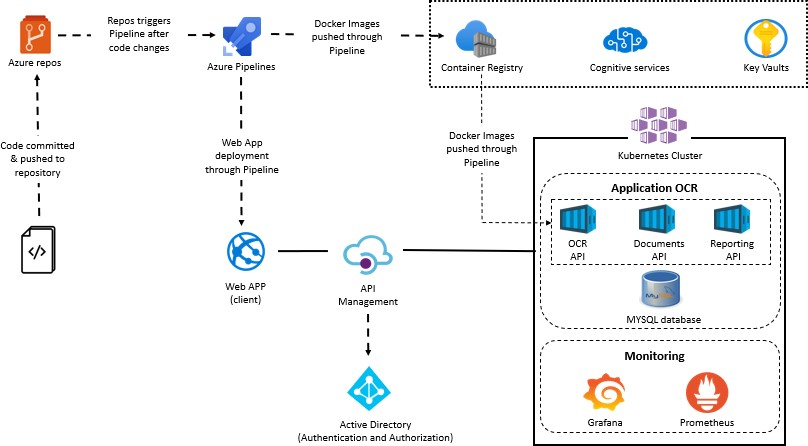 Repos triggers
Pipeline after
code changes
Docker Images
pushed through
Pipeline
Azure repos
Azure Pipelines
Container Registry
Cognitive services
Key Vaults
Code committed
& pushed to
repository
Web App
deployment
through Pipeline
Docker Images
pushed through
Pipeline
Kubernetes Cluster
Application OCR
OCR
API
Documents
API
Reporting
API
MySQL
MYSQL database
Web APP
(client)
API
Management
Monitoring
Grafana
Prometheus
Active Directory
(Authentication and Authorization)